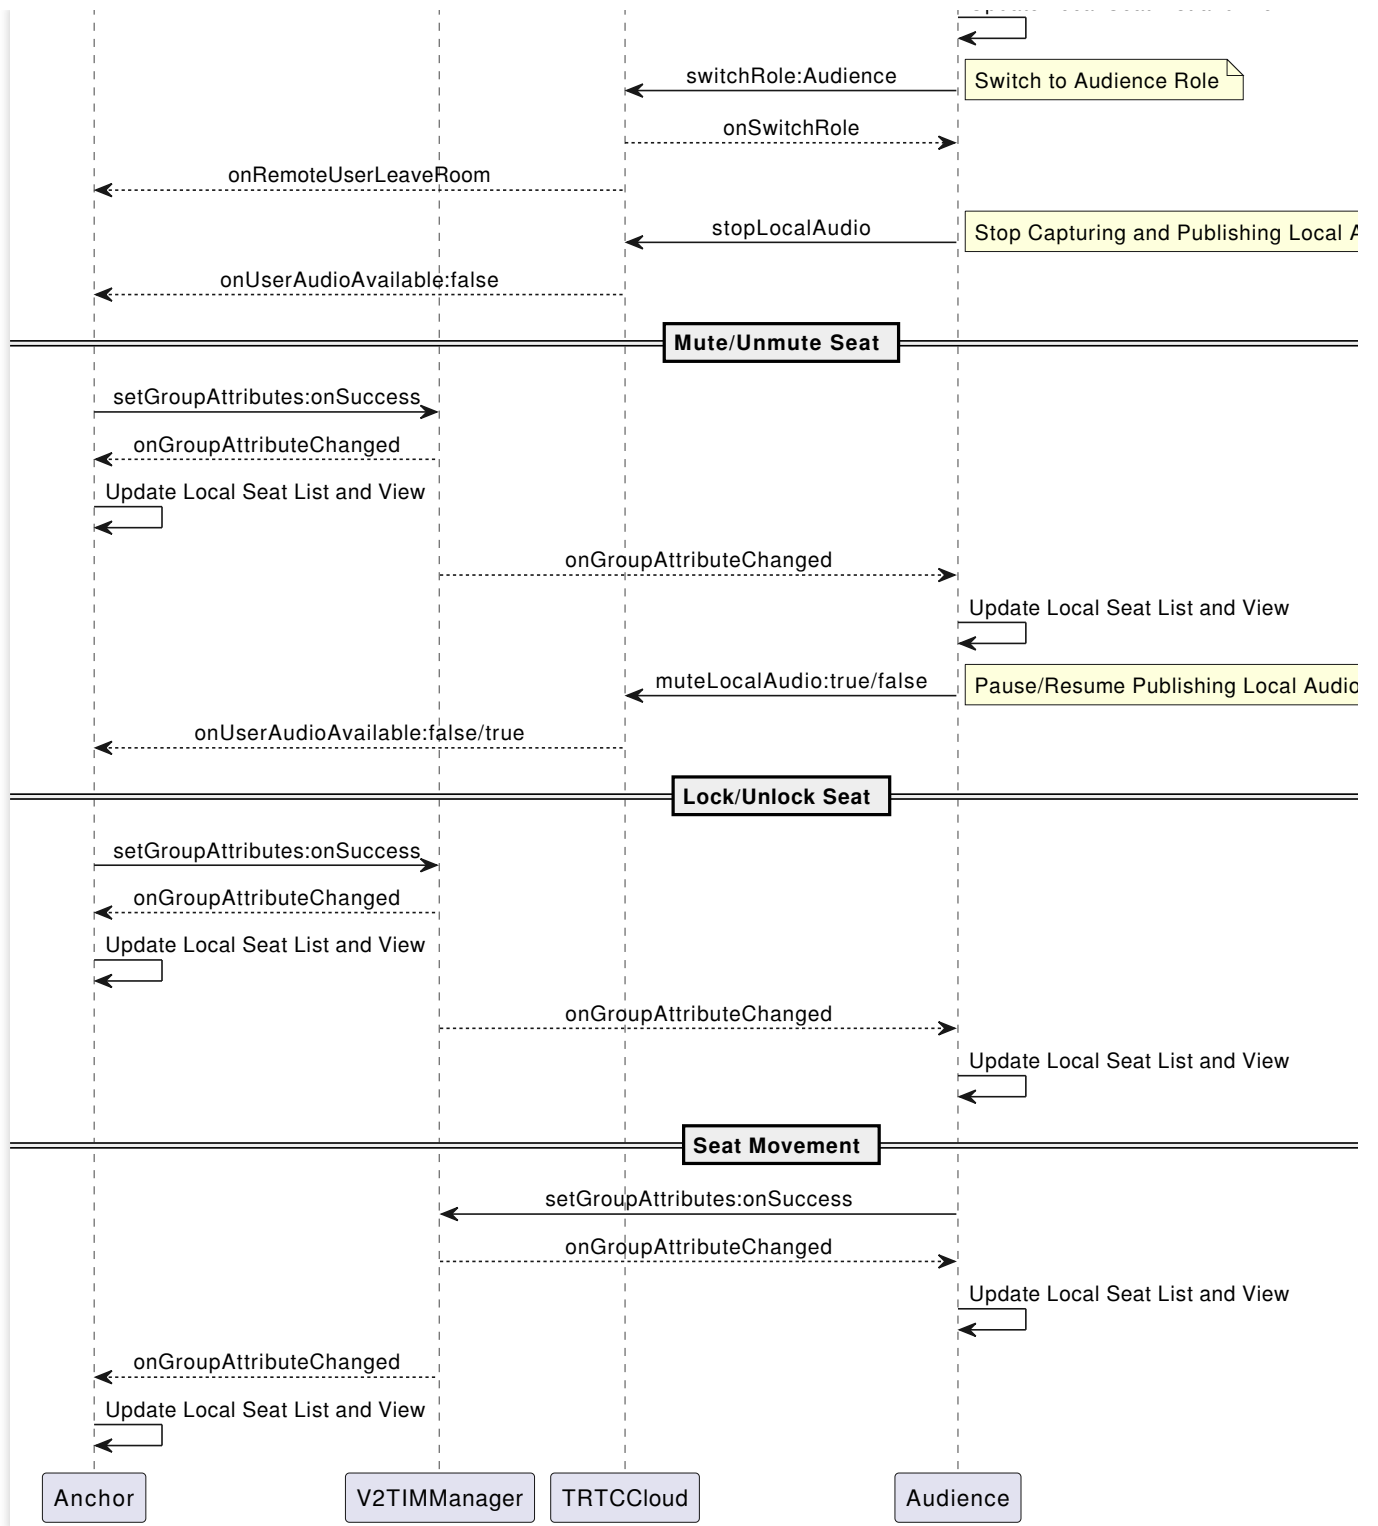 switchRole:Audience
Switch to Audience Role
onSwitchRole
onRemoteUserLeaveRoom
stopLocalAudio
Stop Capturing and Publishing Local
onUserAudioAvailable:false
Mute/Unmute Seat
setGroupAttributes:onSuccess
onGroupAttributeChanged
Update Local Seat List and View
onGroupAttributeChanged
Update Local Seat List and View
muteLocalAudio:true/false
Pause/Resume Publishing Local Audio
onUserAudioAvailable:false/true
Lock/Unlock Seat
setGroupAttributes:onSuccess
onGroupAttributeChanged
Update Local Seat List and View
onGroupAttributeChanged
Update Local Seat List and View
Seat Movement
setGroupAttributes:onSuccess
onGroupAttributeChanged
Update Local Seat List and View
onGroupAttributeChanged
Update Local Seat List and View
Anchor
V2TIMManager
TRTCCloud
Audience